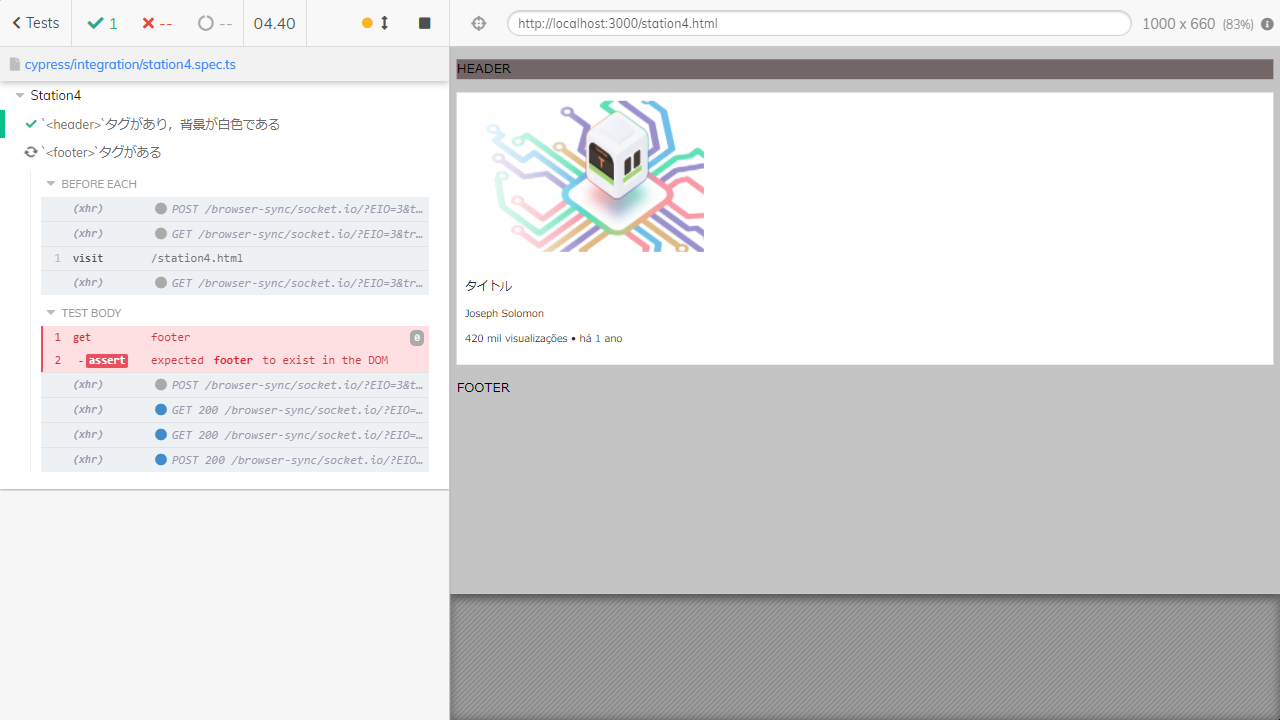 Tests
1
--
--
04.40
http://localhost:3000/station4.html
1000 x 660 (83%)
cypress/integration/station4.spec.ts
Station4
`<header>`タグがあり，背景が白色である
`<footer>`タグがある
BEFORE EACH
(xhr) POST /browser-sync/socket.io/?EIO=3&t…
(xhr) GET /browser-sync/socket.io/?EIO=3&tr…
1 visit /station4.html
(xhr) GET /browser-sync/socket.io/?EIO=3&tr…
TEST BODY
1 get footer e
2 -assert expected footer to exist in the DOM
(xhr) POST /browser-sync/socket.io/?EIO=3&t…
(xhr) GET 200 /browser-sync/socket.io/?EIO=…
(xhr) GET 200 /browser-sync/socket.io/?EIO=…
(xhr) POST 200 /browser-sync/socket.io/?EIO…
HEADER
T
タイトル
Joseph Solomon
420 mil visualizações • há 1 ano
FOOTER